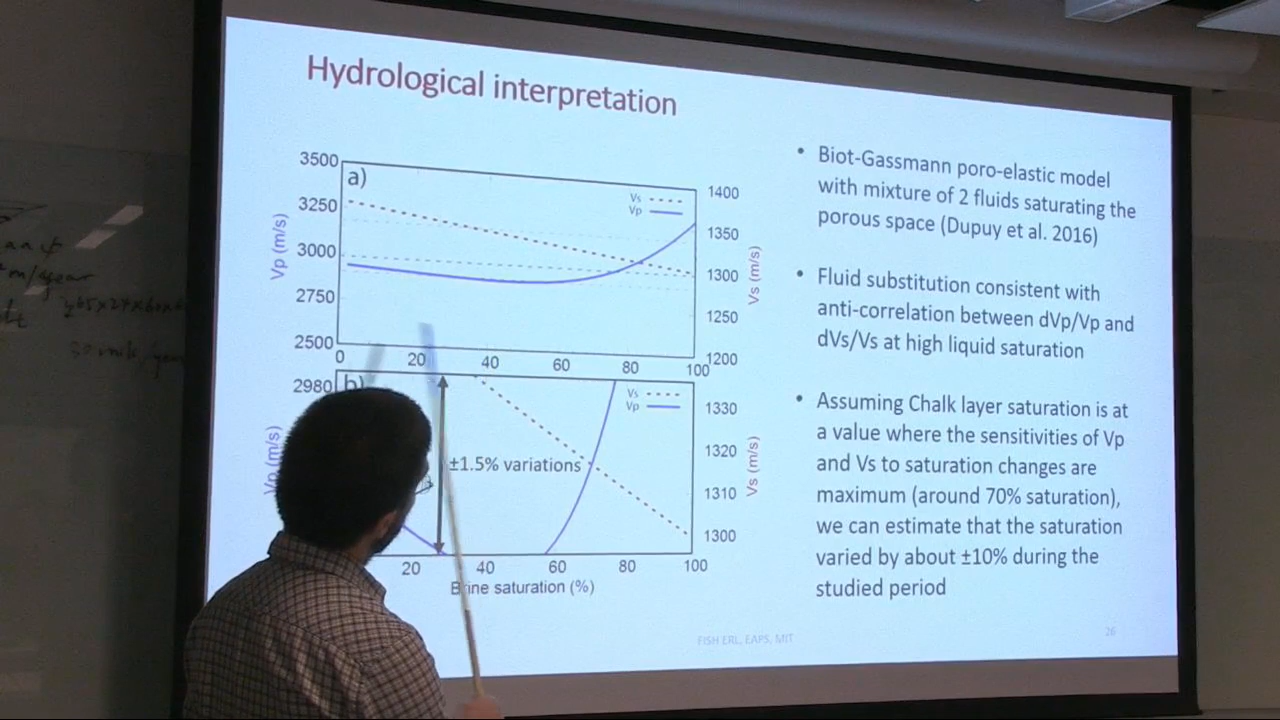 Hydrological interpretation
3500
3250
3000
2750
2500
Vp (m/s)
a)
Vs
Vp
1400
1350
1300
1250
1200
Vs (m/s)
0 20 40 60 80 100
2980
b)
Vp (m/s)
±1.5% variations
Vs
Vp
1330
1320
1310
1300
Vs (m/s)
20 40 60 80 100
Brine saturation (%)
• Biot-Gassmann poro-elastic model
with mixture of 2 fluids saturating the
porous space (Dupuy et al. 2016)
• Fluid substitution consistent with
anti-correlation between dVp/Vp and
dVs/Vs at high liquid saturation
• Assuming Chalk layer saturation is at
a value where the sensitivities of Vp
and Vs to saturation changes are
maximum (around 70% saturation),
we can estimate that the saturation
varied by about ±10% during the
studied period
FISH ERL, EAPS, MIT
26
m/year